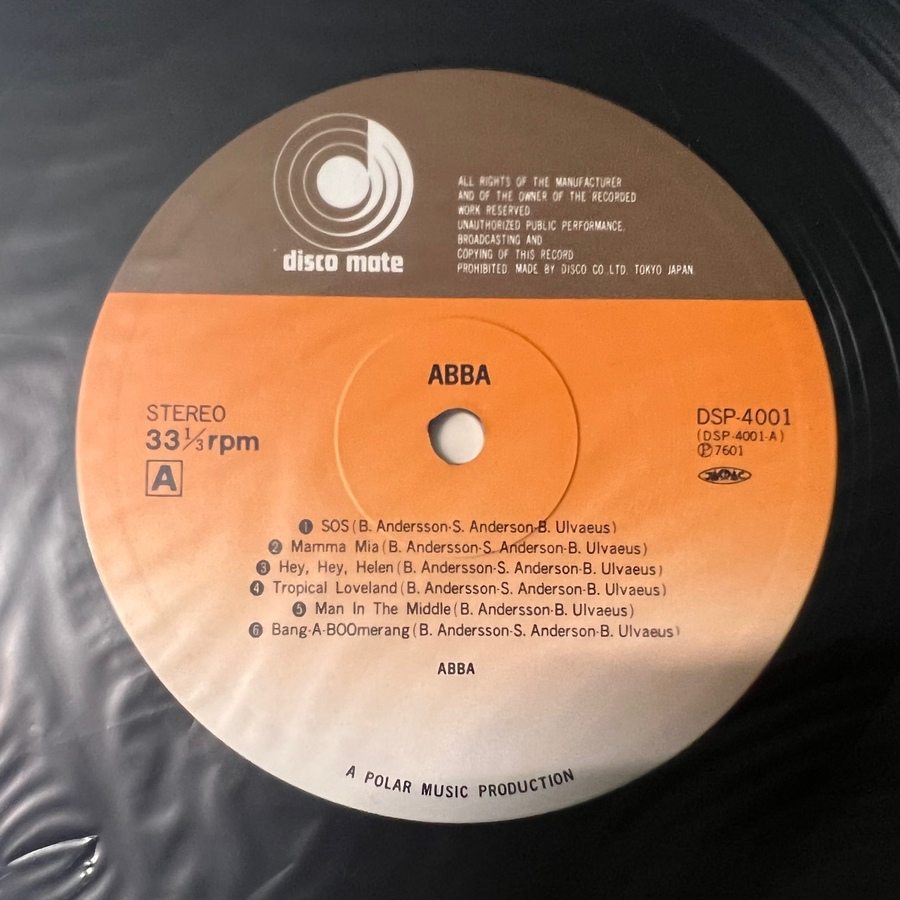 disco mate
ALL RIGHTS OF THE MANUFACTURER
AND OF THE OWNER OF THE RECORDED
WORK RESERVED.
UNAUTHORIZED PUBLIC PERFORMANCE,
BROADCASTING AND
COPYING OF THIS RECORD
PROHIBITED. MADE BY DISCO CO.,LTD. TOKYO JAPAN.
ABBA
STEREO
33⅓rpm
A
DSP-4001
(DSP-4001-A)
Ⓟ7601
JASRAC
❶ SOS(B. Andersson-S. Anderson-B. Ulvaeus)
❷ Mamma Mia(B. Andersson-S. Anderson-B. Ulvaeus)
❸ Hey, Hey, Helen(B. Andersson-S. Anderson-B. Ulvaeus)
❹ Tropical Loveland(B. Andersson-S. Anderson-B. Ulvaeus)
❺ Man In The Middle(B. Andersson-B. Ulvaeus)
❻ Bang-A-BOOmerang(B. Andersson-S. Anderson-B. Ulvaeus)
ABBA
A POLAR MUSIC PRODUCTION